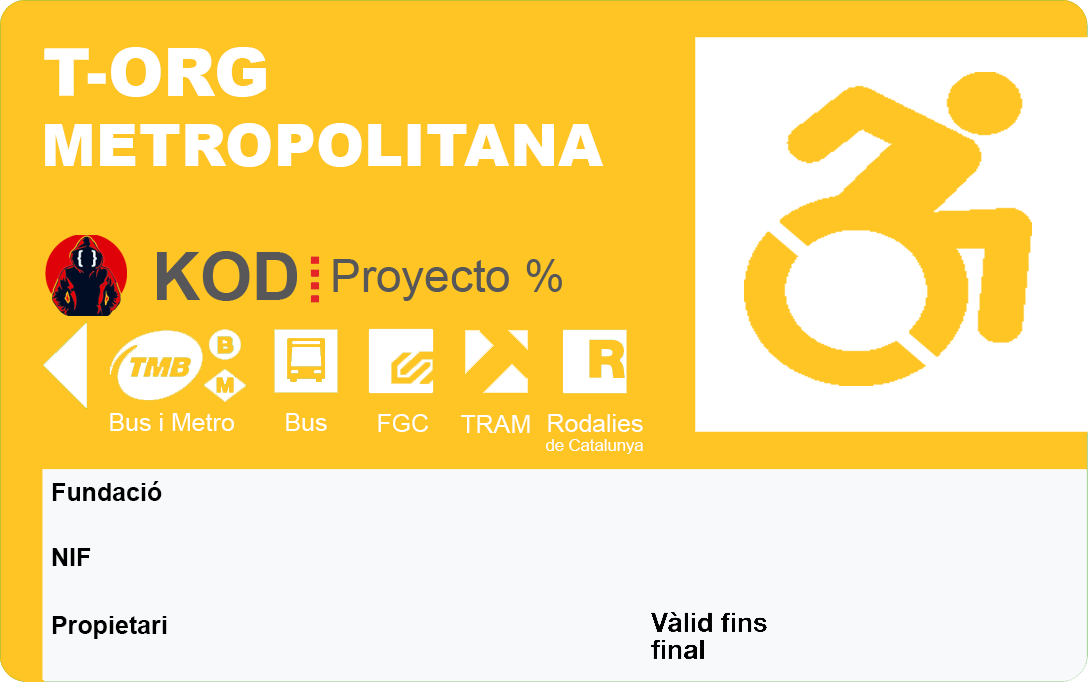 T-ORG
METROPOLITANA
{ }
KOD Proyecto %
TMB B M R
Bus i Metro Bus FGC TRAM Rodalies
de Catalunya
Fundació
NIF
Propietari
Vàlid fins
final